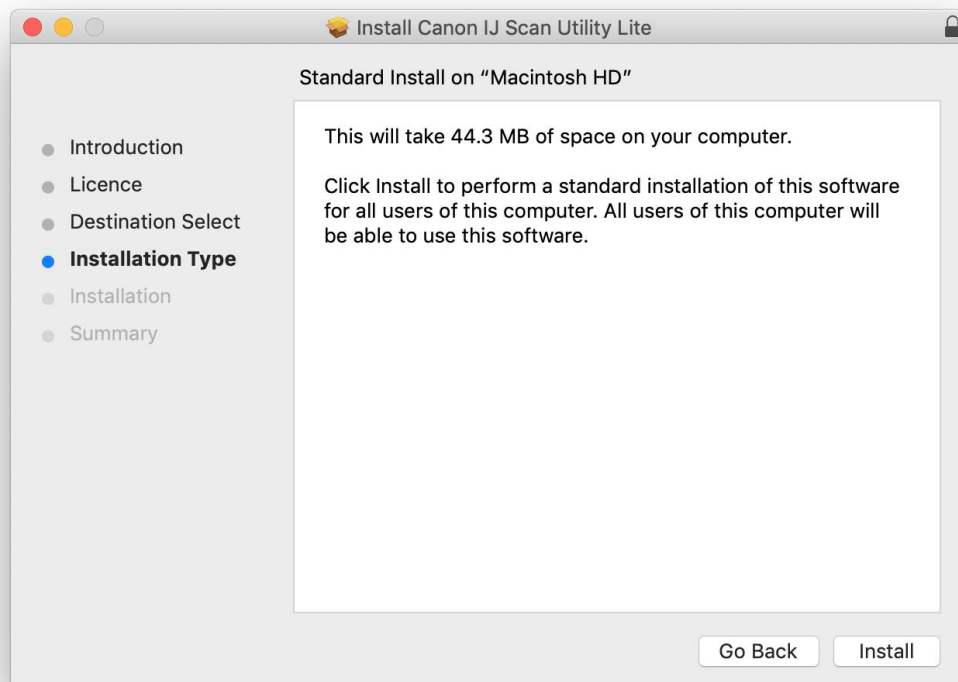 Install Canon IJ Scan Utility Lite
Standard Install on “Macintosh HD”
Introduction
Licence
Destination Select
Installation Type
Installation
Summary
This will take 44.3 MB of space on your computer.
Click Install to perform a standard installation of this software
for all users of this computer. All users of this computer will
be able to use this software.
Go Back
Install